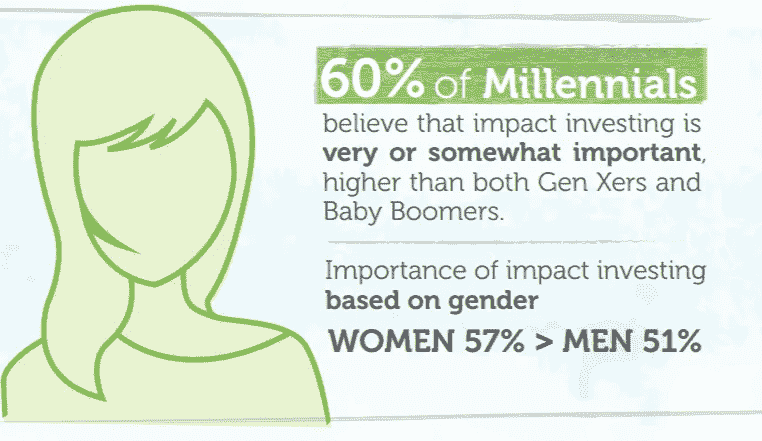 60% of Millennials
believe that impact investing is
very or somewhat important,
higher than both Gen Xers and
Baby Boomers.
Importance of impact investing
based on gender
WOMEN 57% > MEN 51%